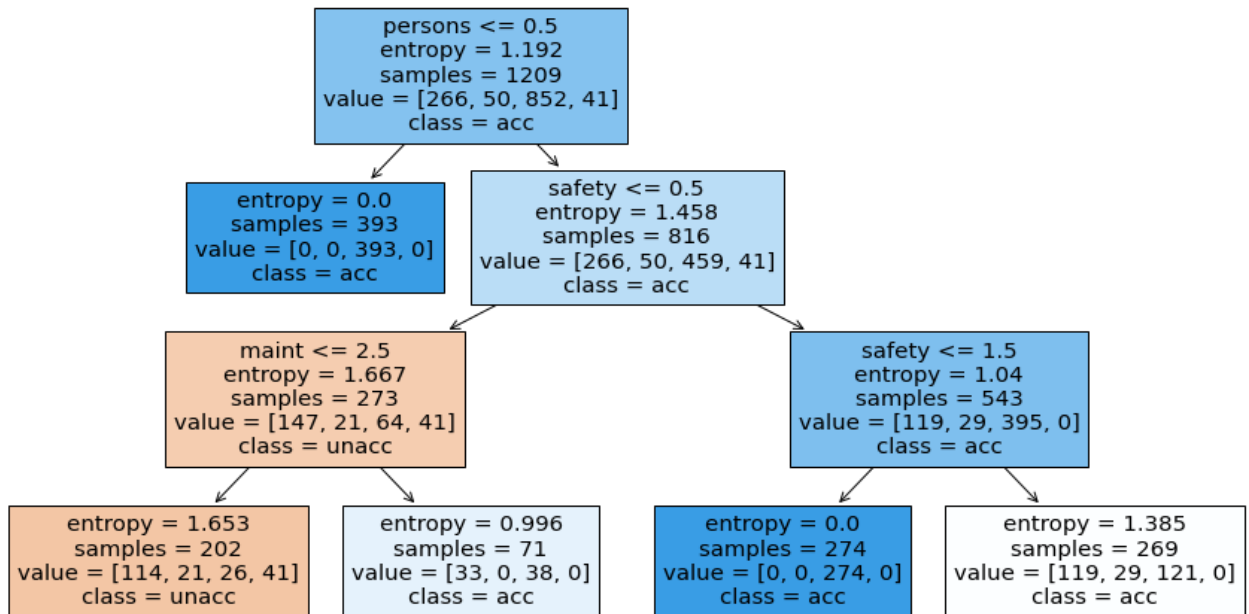 persons <= 0.5
entropy = 1.192
samples = 1209
value = [266, 50, 852, 41]
class = acc
entropy = 0.0
samples = 393
value = [0, 0, 393, 0]
class = acc
safety <= 0.5
entropy = 1.458
samples = 816
value = [266, 50, 459, 41]
class = acc
maint <= 2.5
entropy = 1.667
samples = 273
value = [147, 21, 64, 41]
class = unacc
safety <= 1.5
entropy = 1.04
samples = 543
value = [119, 29, 395, 0]
class = acc
entropy = 1.653
samples = 202
value = [114, 21, 26, 41]
class = unacc
entropy = 0.996
samples = 71
value = [33, 0, 38, 0]
class = acc
entropy = 0.0
samples = 274
value = [0, 0, 274, 0]
class = acc
entropy = 1.385
samples = 269
value = [119, 29, 121, 0]
class = acc